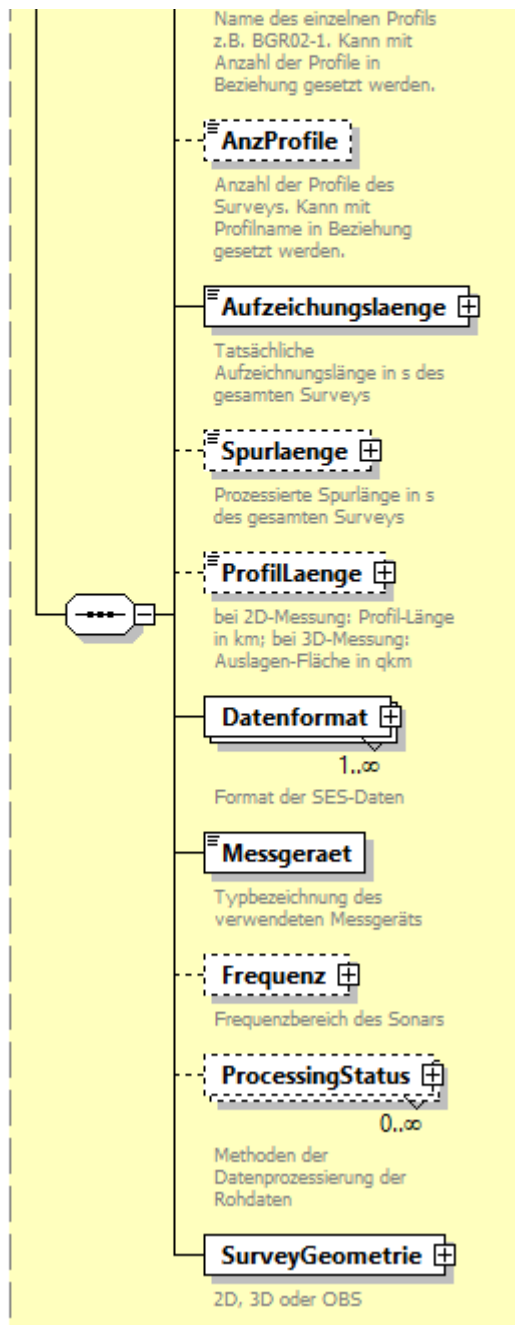 Name des einzelnen Profils
z.B. BGR02-1. Kann mit
Anzahl der Profile in
Beziehung gesetzt werden.
AnzProfile
Anzahl der Profile des
Surveys. Kann mit
Profilname in Beziehung
gesetzt werden.
Aufzeichungslaenge
Tatsächliche
Aufzeichnungslänge in s des
gesamten Surveys
Spurlaenge
Prozessierte Spurlänge in s
des gesamten Surveys
ProfilLaenge
bei 2D-Messung: Profil-Länge
in km; bei 3D-Messung:
Auslagen-Fläche in qkm
Datenformat
1..∞
Format der SES-Daten
Messgeraet
Typbezeichnung des
verwendeten Messgeräts
Frequenz
Frequenzbereich des Sonars
ProcessingStatus
0..∞
Methoden der
Datenprozessierung der
Rohdaten
SurveyGeometrie
2D, 3D oder OBS